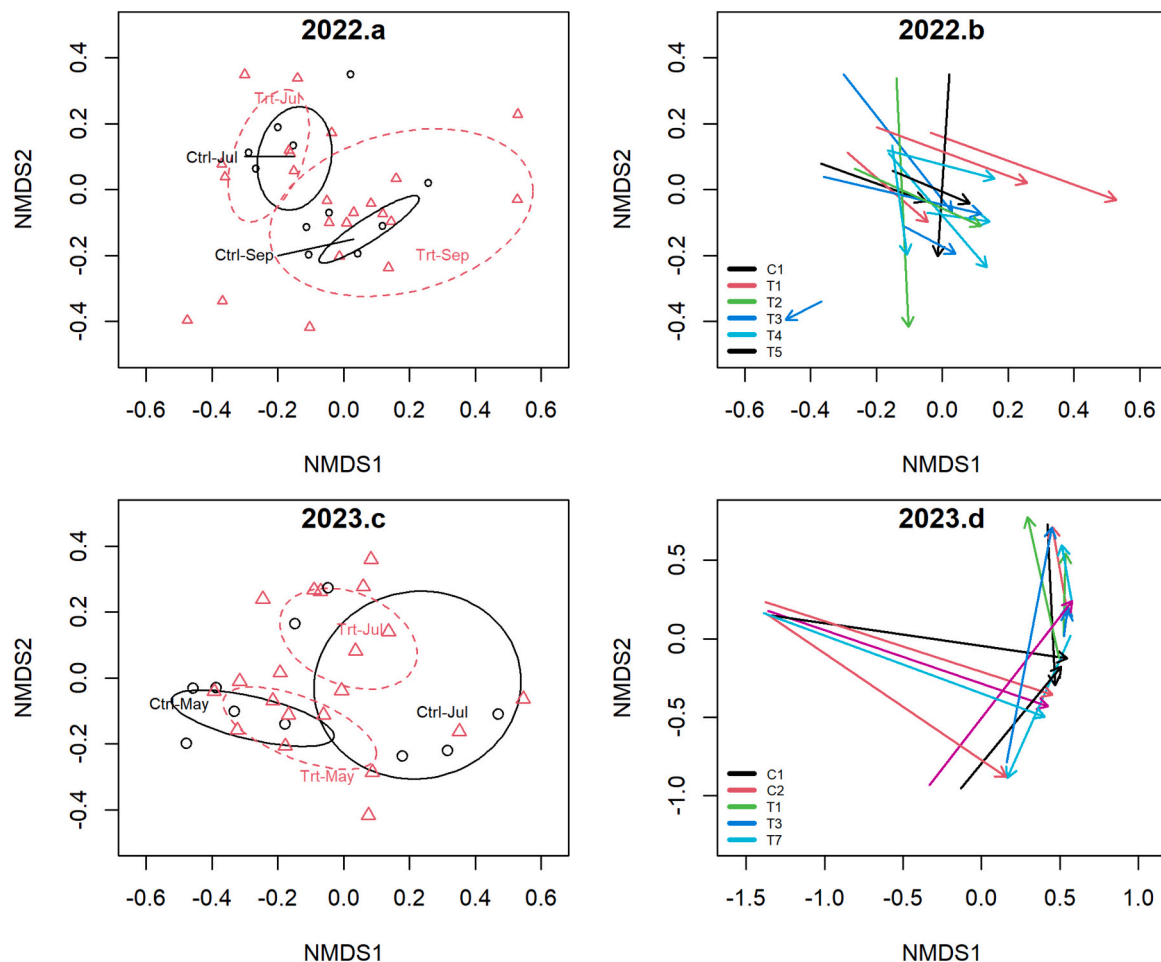 2022.a
NMDS2
0.4
0.2
0.0
-0.2
-0.4
Trt-Jul
Ctrl-Jul
Ctrl-Sep
Trt-Sep
-0.6 -0.4 -0.2 0.0 0.2 0.4 0.6
NMDS1
2022.b
NMDS2
0.4
0.2
0.0
-0.2
-0.4
C1
T1
T2
T3
T4
T5
-0.6 -0.4 -0.2 0.0 0.2 0.4 0.6
NMDS1
2023.c
NMDS2
0.4
0.2
0.0
-0.2
-0.4
Trt-Jul
Ctrl-May
Ctrl-Jul
Trt-May
-0.6 -0.4 -0.2 0.0 0.2 0.4 0.6
NMDS1
2023.d
NMDS2
0.5
0.0
-0.5
-1.0
C1
C2
T1
T3
T7
-1.5 -1.0 -0.5 0.0 0.5 1.0
NMDS1